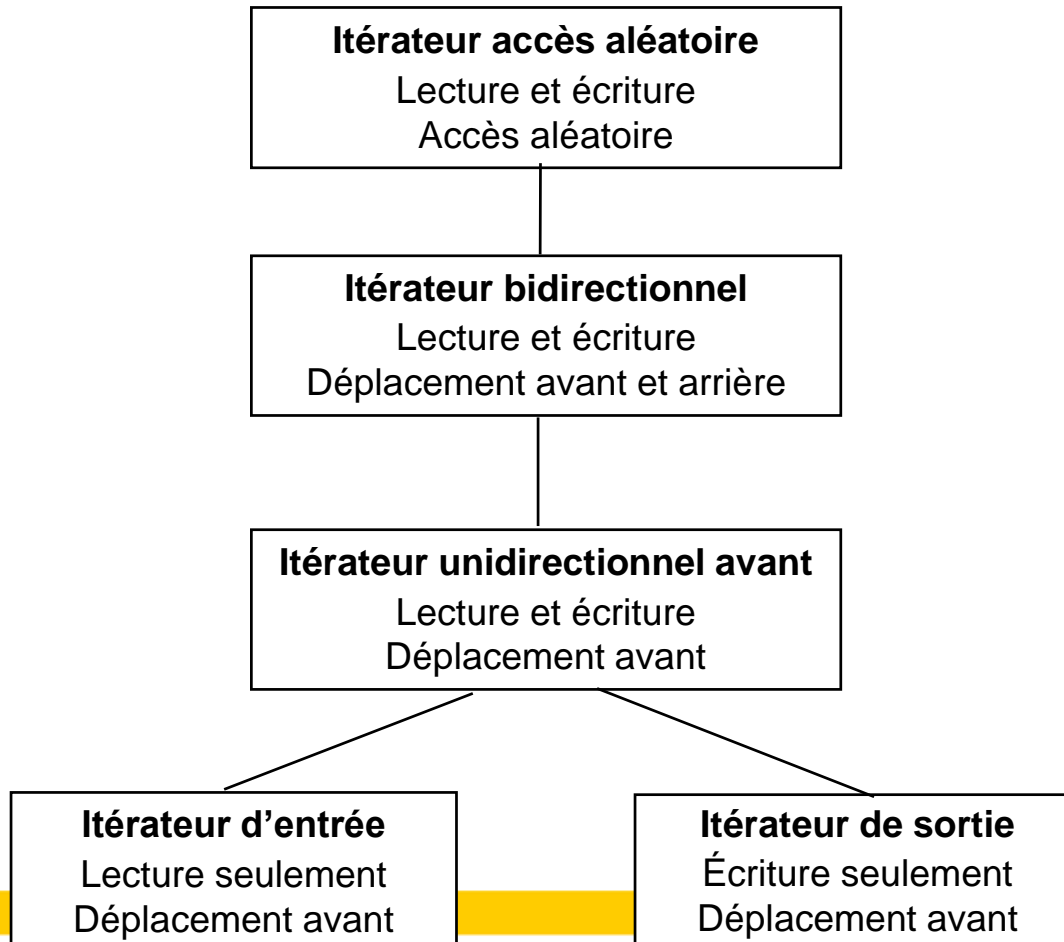 Itérateur accès aléatoire
Lecture et écriture
Accès aléatoire
Itérateur bidirectionnel
Lecture et écriture
Déplacement avant et arrière
Itérateur unidirectionnel avant
Lecture et écriture
Déplacement avant
Itérateur d’entrée
Lecture seulement
Déplacement avant
Itérateur de sortie
Écriture seulement
Déplacement avant